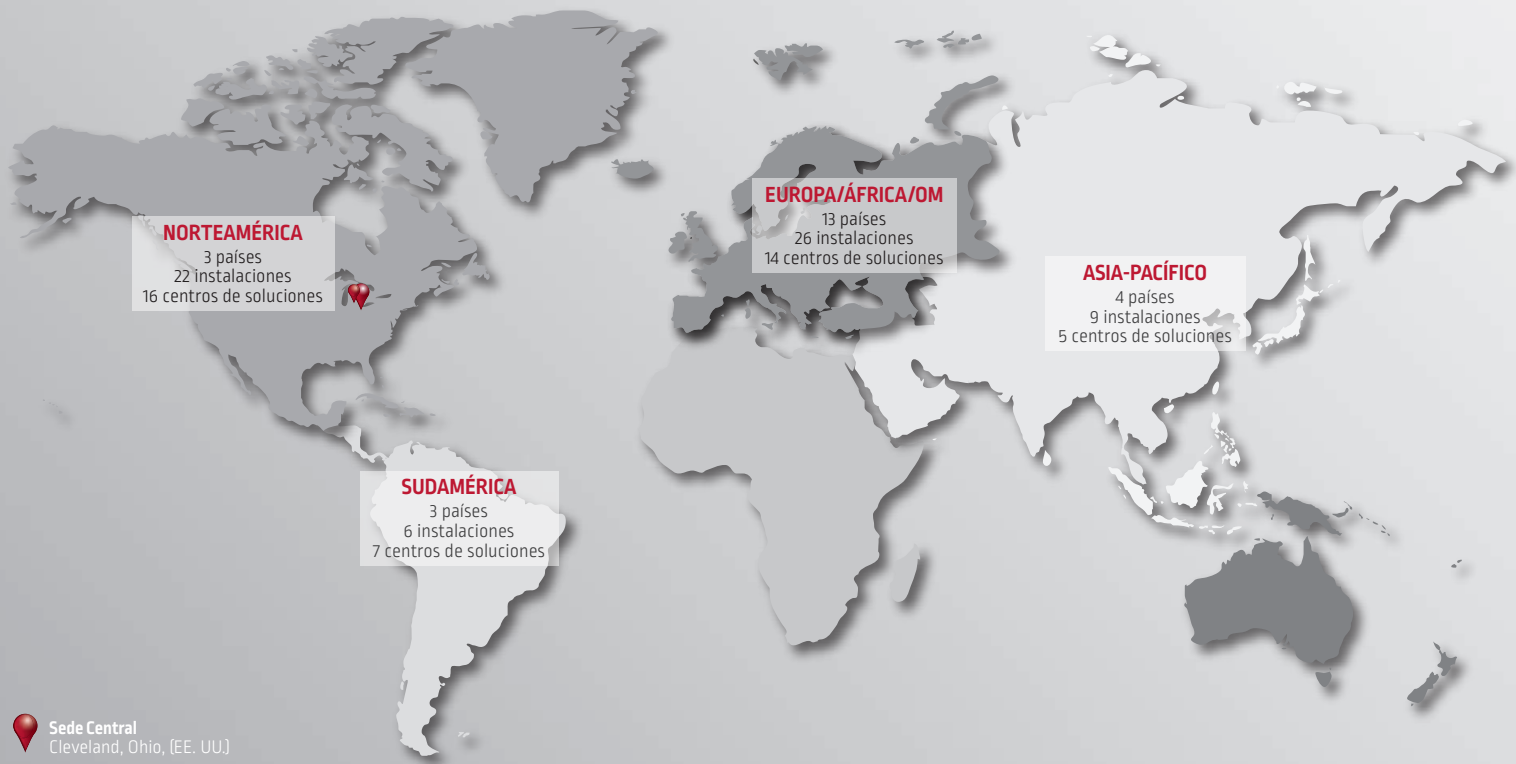 NORTEAMÉRICA
3 países
22 instalaciones
16 centros de soluciones
EUROPA/ÁFRICA/OM
13 países
26 instalaciones
14 centros de soluciones
ASIA-PACÍFICO
4 países
9 instalaciones
5 centros de soluciones
SUDAMÉRICA
3 países
6 instalaciones
7 centros de soluciones
Sede Central
Cleveland, Ohio, (EE. UU.)